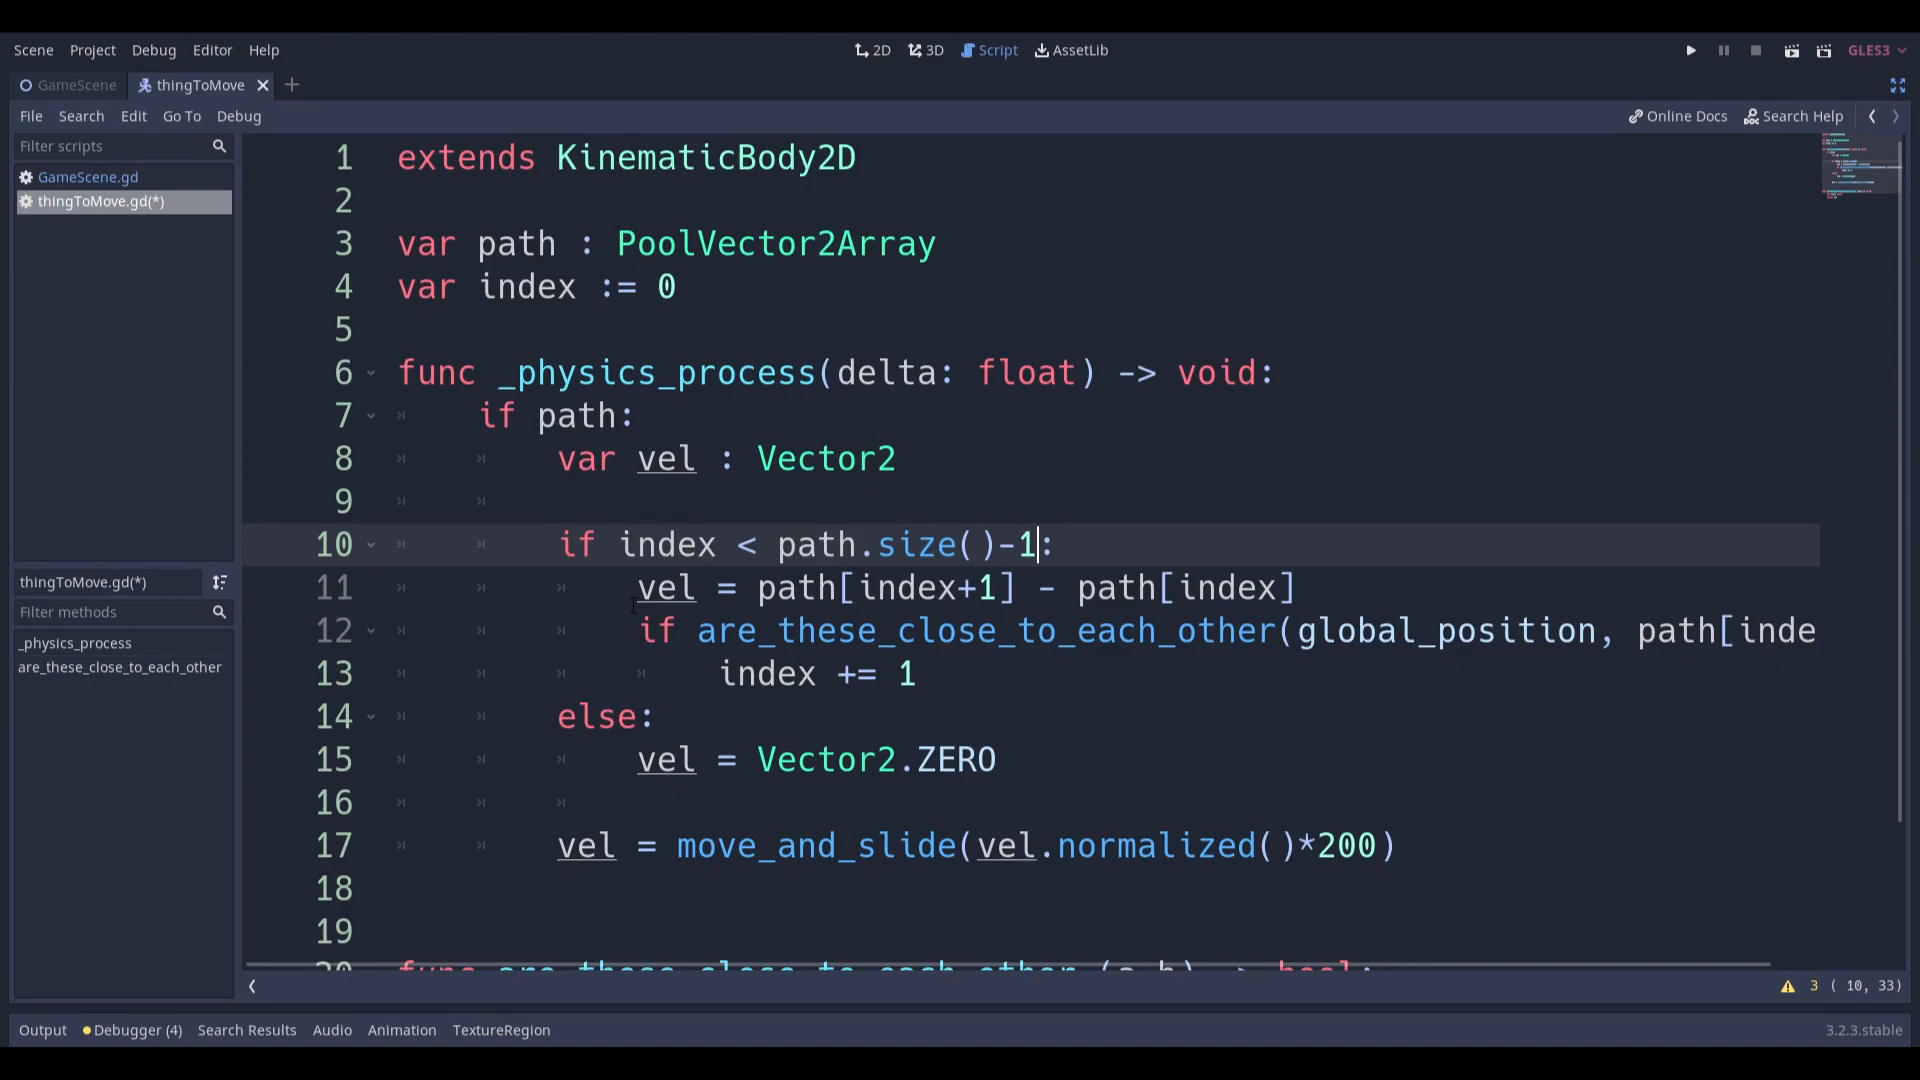 Scene Project Debug Editor Help 2D 3D Script AssetLib GLES3
GameScene thingToMove
File Search Edit Go To Debug Online Docs Search Help
Filter scripts
GameScene.gd
thingToMove.gd(*)
thingToMove.gd(*)
Filter methods
_physics_process
are_these_close_to_each_other
1 extends KinematicBody2D
2
3 var path : PoolVector2Array
4 var index := 0
5
6 func _physics_process(delta: float) -> void:
7 if path:
8 var vel : Vector2
9
10 if index < path.size()-1:
11 vel = path[index+1] - path[index]
12 if are_these_close_to_each_other(global_position, path[inde
13 index += 1
14 else:
15 vel = Vector2.ZERO
16
17 vel = move_and_slide(vel.normalized()*200)
18
19
20 func are_these_close_to_each_other (a,b) -> bool:
3 ( 10, 33)
Output Debugger (4) Search Results Audio Animation TextureRegion 3.2.3.stable